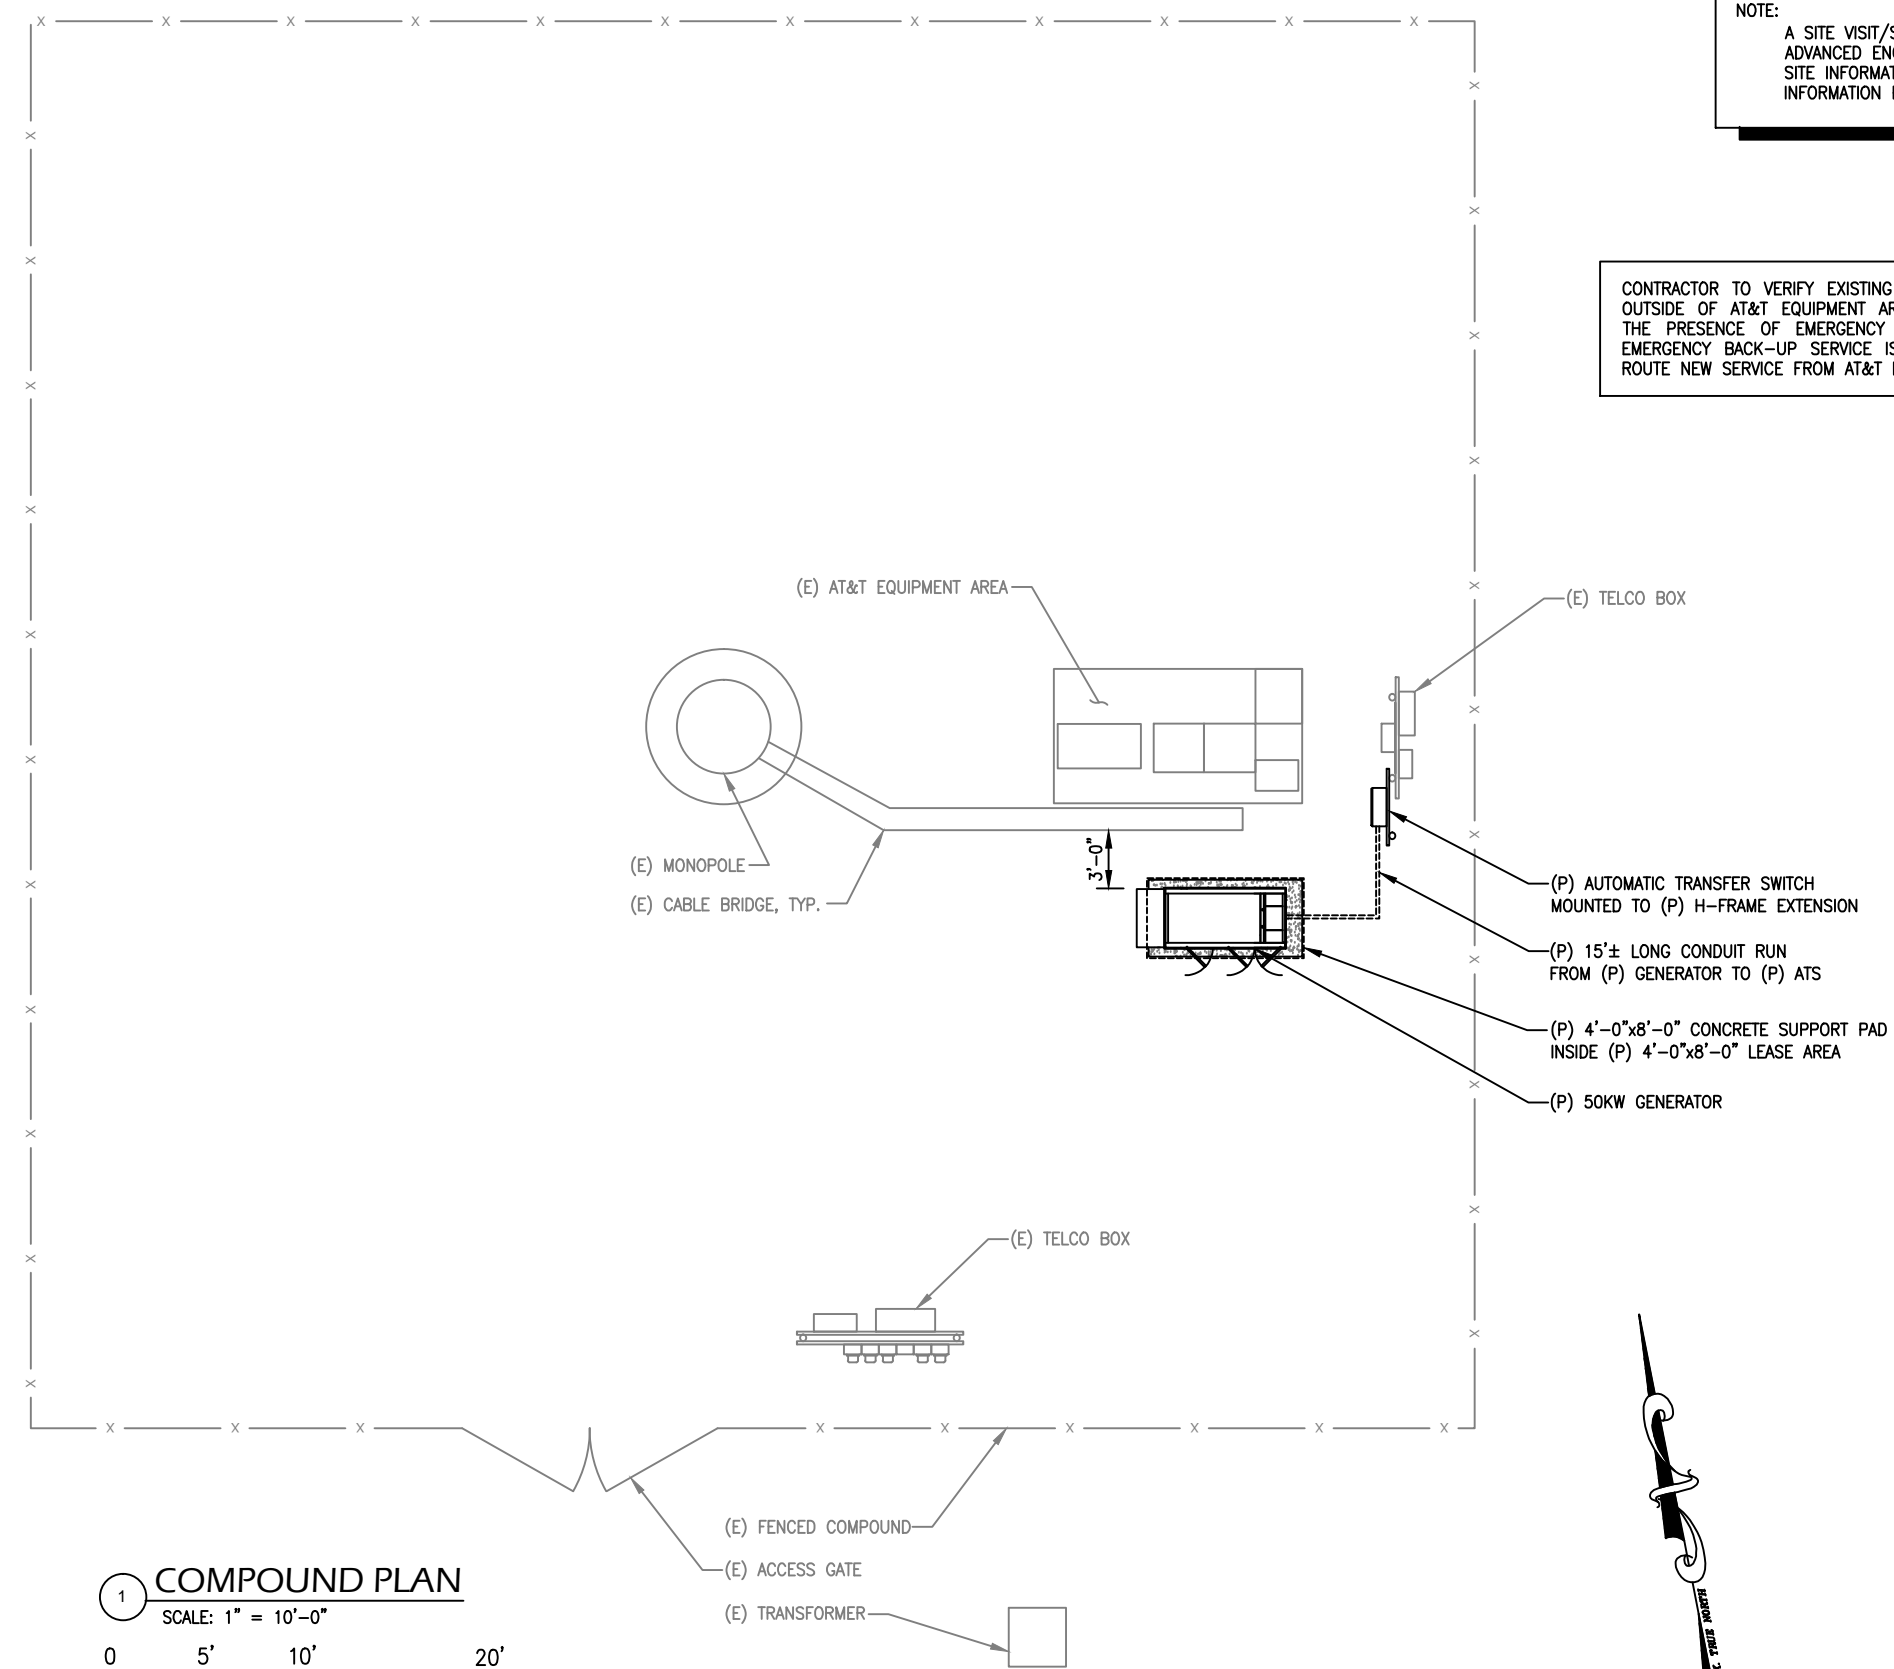 NOTE:
A SITE VISIT/
ADVANCED
SITE
INFORMATION
CONTRACTOR TO VERIFY EXISTING
OUTSIDE OF AT&T EQUIPMENT
THE PRESENCE OF EMERGENCY
EMERGENCY BACK-UP SERVICE IS
ROUTE NEW SERVICE FROM AT&T
(E) AT&T EQUIPMENT AREA
(E) TELCO BOX
3'-0"
(E) MONOPOLE
(E) CABLE BRIDGE, TYP.
(P) AUTOMATIC TRANSFER SWITCH
MOUNTED TO (P) H-FRAME EXTENSION
(P) 15'± LONG CONDUIT RUN
FROM (P) GENERATOR TO (P) ATS
(P) 4'-0"x8'-0" CONCRETE SUPPORT PAD
INSIDE (P) 4'-0"x8'-0" LEASE AREA
(P) 50KW GENERATOR
(E) TELCO BOX
(E) FENCED COMPOUND
(E) ACCESS GATE
(E) TRANSFORMER
1 COMPOUND PLAN
SCALE: 1" = 10'-0"
0 5' 10' 20'
TRUE NORTH